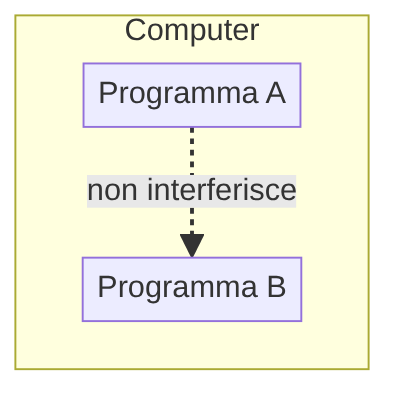 Computer
Programma A
non interferisce
Programma B